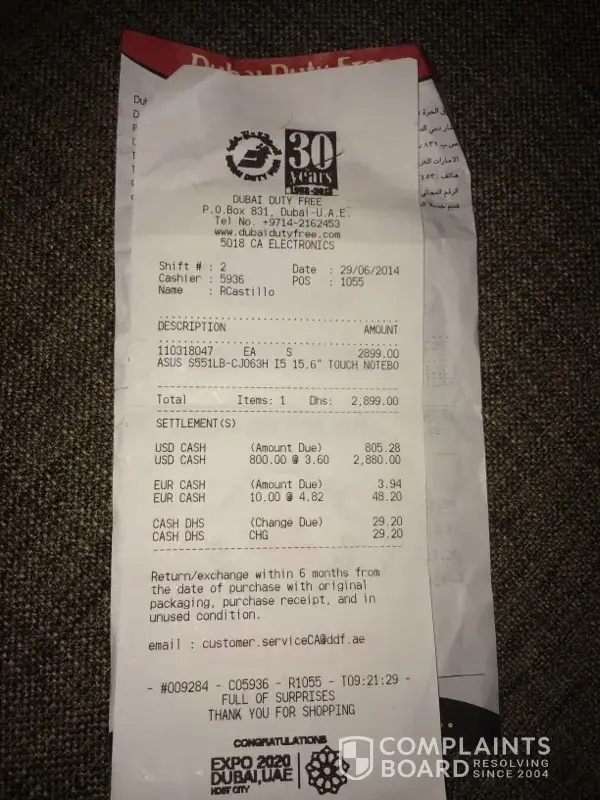 Dubai Duty Free
30
years
DUBAI DUTY FREE
P.O.Box 831, Dubai-U.A.E.
Tel No. +9714-2162453
www.dubaidutyfree.com
5018 CA ELECTRONICS
Shift # : 2 Date : 29/06/2014
Cashier : 5936 POS : 1055
Name : RCastillo
DESCRIPTION AMOUNT
110318047 EA S 2899.00
ASUS S551LB-CJ063H I5 15.6" TOUCH NOTEBO
Total Items: 1 Dhs: 2,899.00
SETTLEMENT(S)
USD CASH (Amount Due) 805.28
USD CASH 800.00 @ 3.60 2,880.00
EUR CASH (Amount Due) 3.94
EUR CASH 10.00 @ 4.82 48.20
CASH DHS (Change Due) 29.20
CASH DHS CHG 29.20
Return/exchange within 6 months from
the date of purchase with original
packaging, purchase receipt, and in
unused condition.
email : customer.serviceCA@ddf.ae
- #009284 - C05936 - R1055 - T09:21:29 -
FULL OF SURPRISES
THANK YOU FOR SHOPPING
CONGRATULATIONS
EXPO 2020
DUBAI, UAE
HOST CITY
COMPLAINTS
BOARD RESOLVING
SINCE 2004